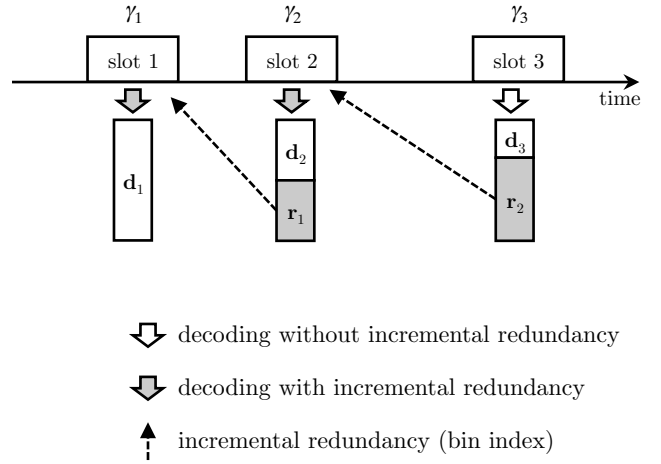 γ₁ γ₂ γ₃
slot 1 slot 2 slot 3
time
d₁ d₂ d₃
r₁ r₂
decoding without incremental redundancy
decoding with incremental redundancy
incremental redundancy (bin index)